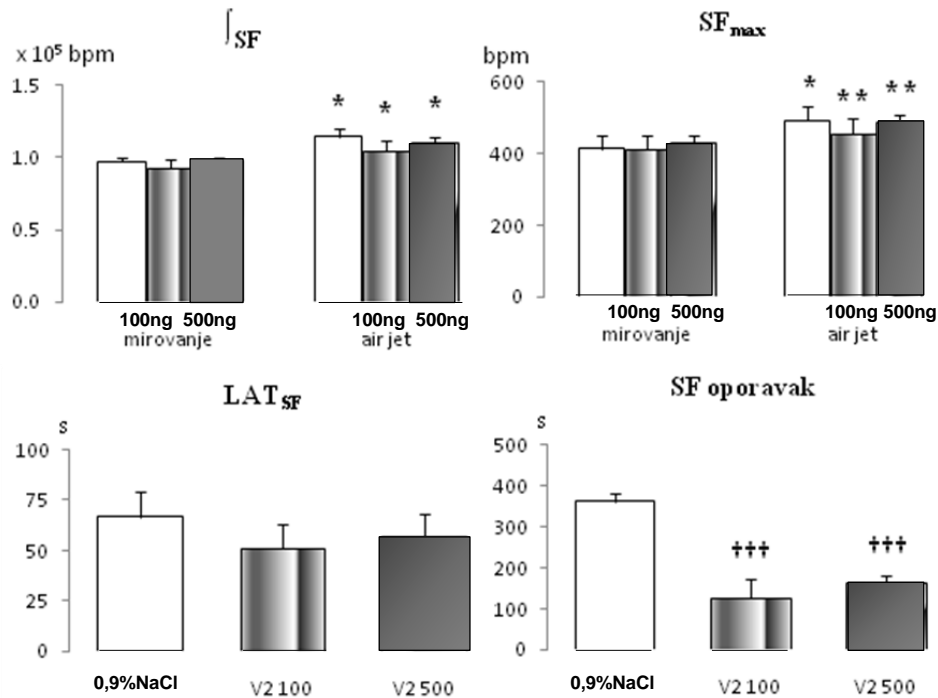 ∫SF
x 10⁵ bpm
1.5
1.0
0.5
0.0
* * *
100ng 500ng 100ng 500ng
mirovanje air jet
SFmax
bpm
600
400
200
0
* ** **
100ng 500ng 100ng 500ng
mirovanje air jet
LATSF
s
100
75
50
25
0
0,9%NaCl V2 100 V2 500
SF oporavak
s
500
400
300
200
100
0
††† †††
0,9%NaCl V2 100 V2 500